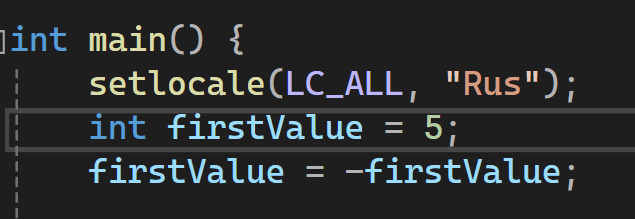 int main() {
setlocale(LC_ALL, "Rus");
int firstValue = 5;
firstValue = -firstValue;